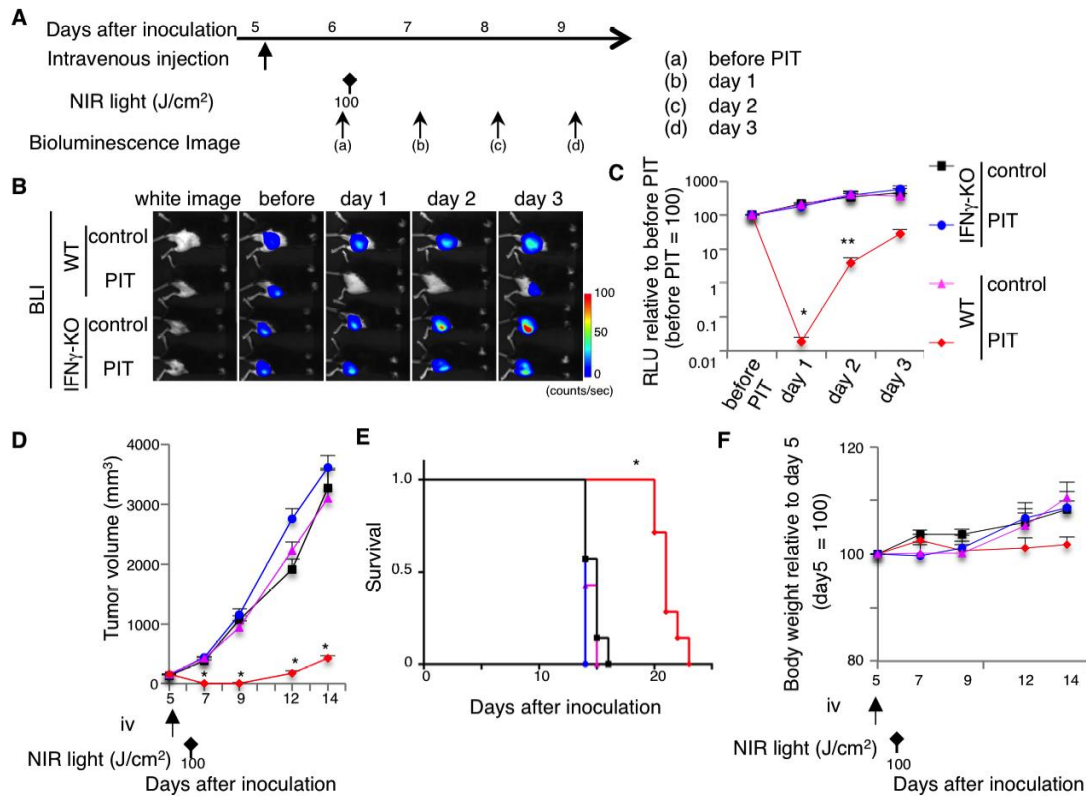 A
Days after inoculation 5 6 7 8 9
Intravenous injection
NIR light (J/cm²) 100
Bioluminescence Image (a) (b) (c) (d)
(a) before PIT
(b) day 1
(c) day 2
(d) day 3
B
white image before day 1 day 2 day 3
BLI
WT
control
PIT
IFNγ-KO
control
PIT
100
50
0
(counts/sec)
C
RLU relative to before PIT
(before PIT = 100)
1000
100
10
1
0.1
0.01
*
**
before PIT
day 1
day 2
day 3
control
IFNγ-KO
PIT
control
WT
PIT
D
Tumor volume (mm³)
4000
3000
2000
1000
0
* * * *
5 7 9 12 14
iv
NIR light (J/cm²)
100
Days after inoculation
E
Survival
1.0
0.5
0
*
0 10 20
Days after inoculation
F
Body weight relative to day 5
(day5 = 100)
120
100
80
5 7 9 12 14
iv
NIR light (J/cm²)
100
Days after inoculation